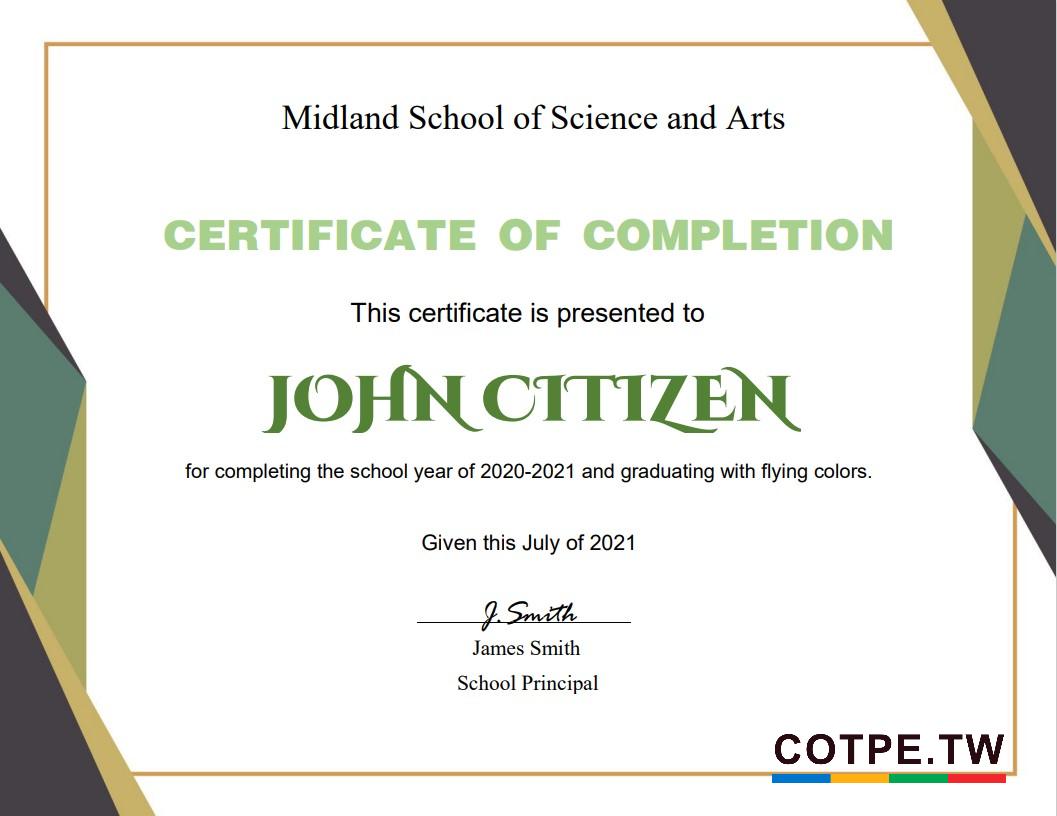 Midland School of Science and Arts
CERTIFICATE OF COMPLETION
This certificate is presented to
JOHN CITIZEN
for completing the school year of 2020-2021 and graduating with flying colors.
Given this July of 2021
J. Smith
James Smith
School Principal
COTPE.TW